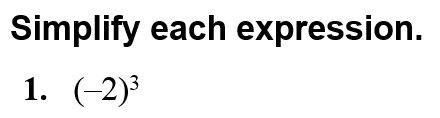 Simplify each expression.
1. (–2)³